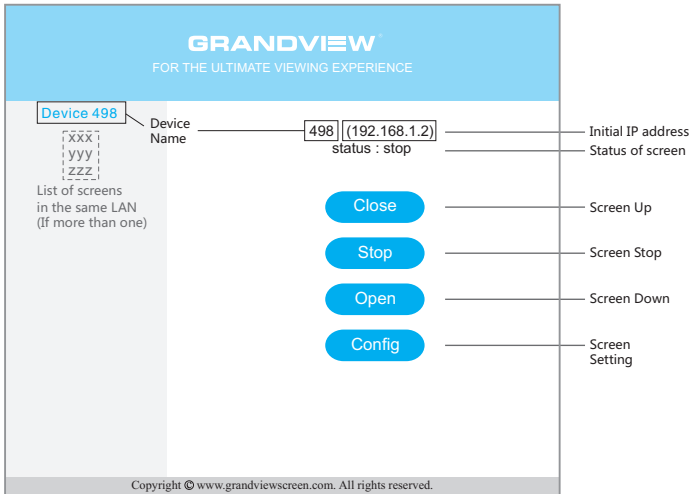 GRANDVIEW
FOR THE ULTIMATE VIEWING EXPERIENCE
Device 498
Device
Name
xxx
yyy
zzz
List of screens
in the same LAN
(If more than one)
498 (192.168.1.2)
status : stop
Initial IP address
Status of screen
Close
Screen Up
Stop
Screen Stop
Open
Screen Down
Config
Screen
Setting
Copyright © www.grandviewscreen.com. All rights reserved.